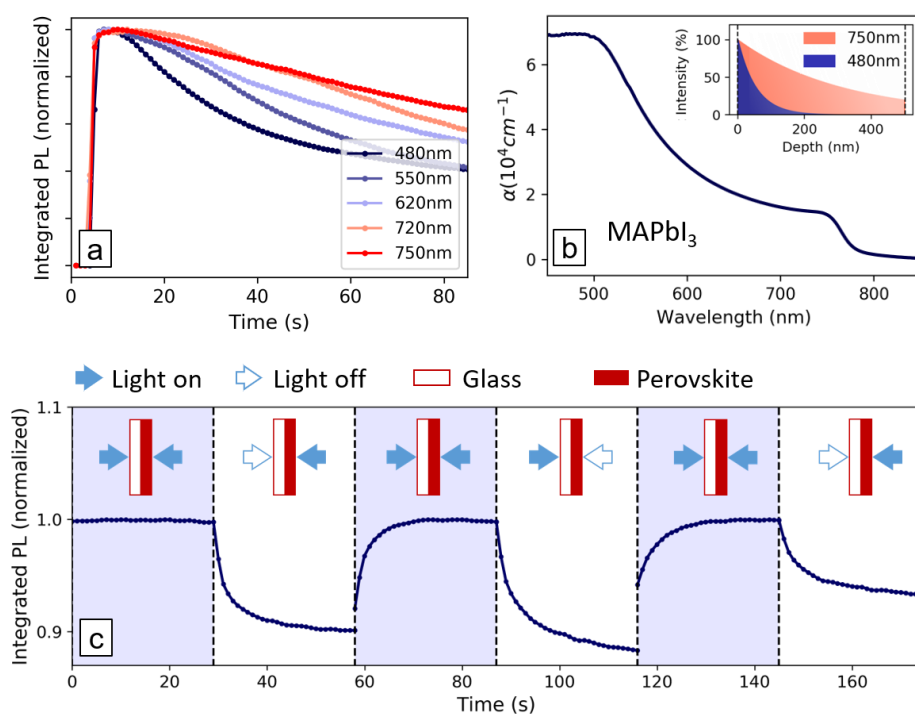 Integrated PL (normalized)
480nm
550nm
620nm
720nm
750nm
a
0 20 40 60 80
Time (s)
α(10⁴cm⁻¹)
6
4
2
0
Intensity (%)
100
50
0
750nm
480nm
0 200 400
Depth (nm)
b
MAPbI₃
500 600 700 800
Wavelength (nm)
Light on Light off Glass Perovskite
Integrated PL (normalized)
1.1
1.0
0.9
c
0 20 40 60 80 100 120 140 160
Time (s)